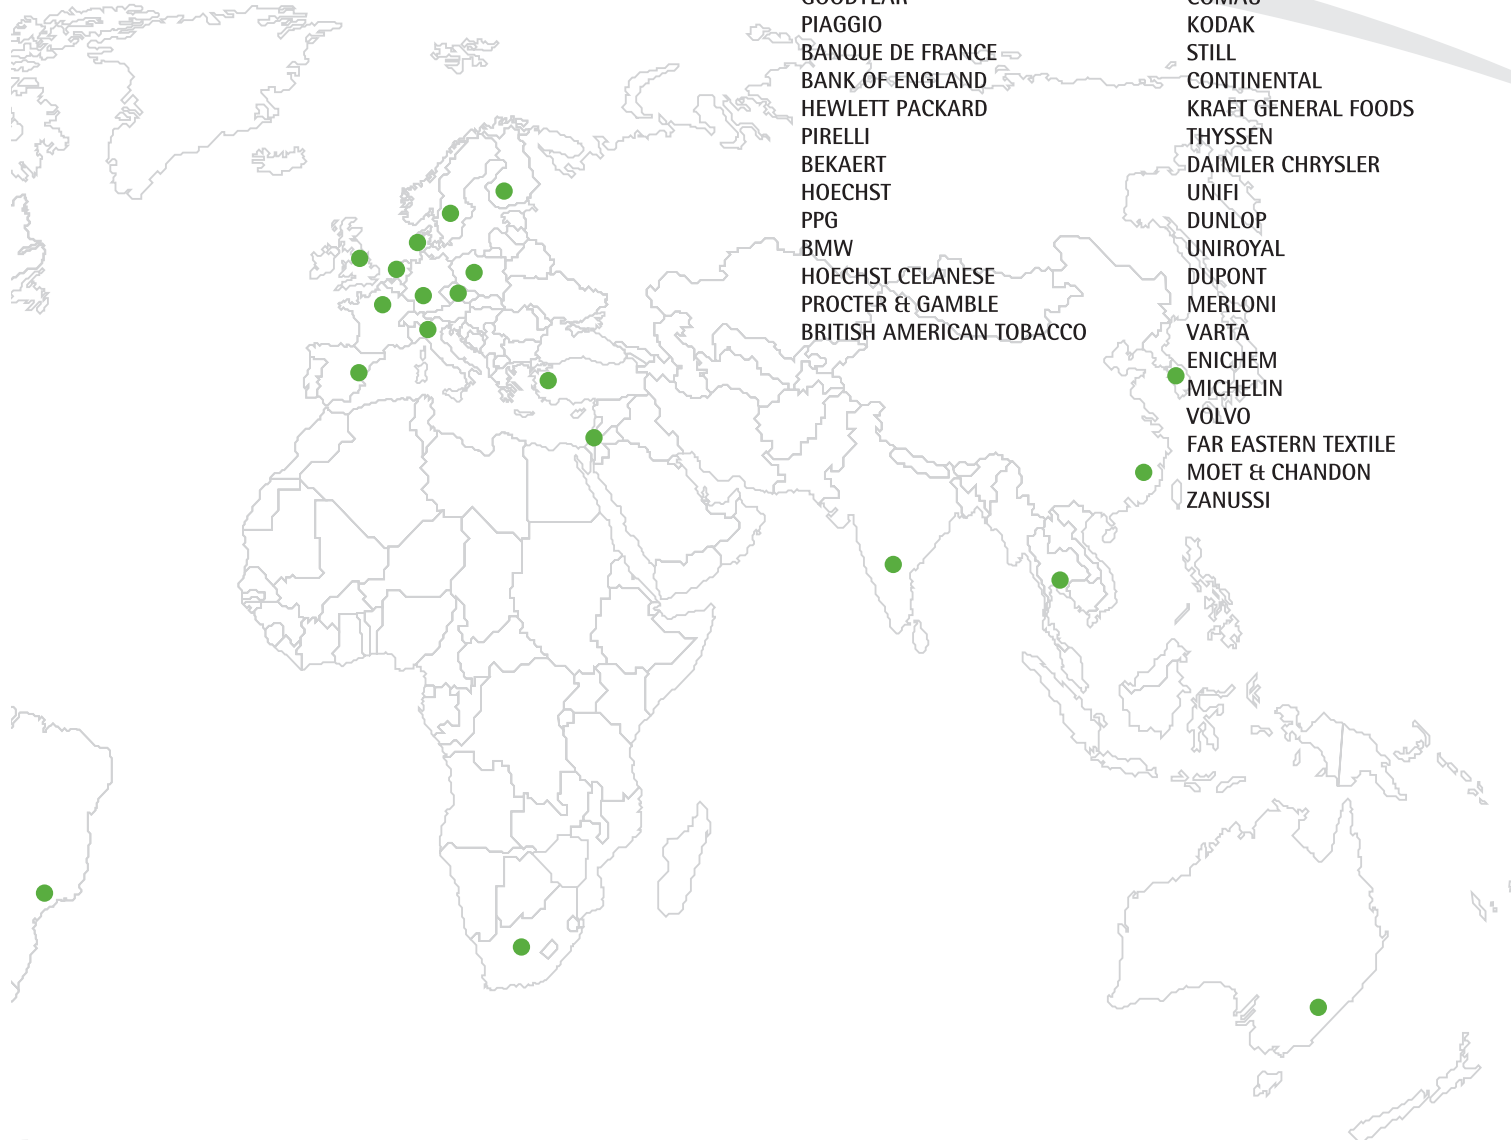 GOODYEAR
PIAGGIO
BANQUE DE FRANCE
BANK OF ENGLAND
HEWLETT PACKARD
PIRELLI
BEKAERT
HOECHST
PPG
BMW
HOECHST CELANESE
PROCTER & GAMBLE
BRITISH AMERICAN TOBACCO
COMAU
KODAK
STILL
CONTINENTAL
KRAFT GENERAL FOODS
THYSSEN
DAIMLER CHRYSLER
UNIFI
DUNLOP
UNIROYAL
DUPONT
MERLONI
VARTA
ENICHEM
MICHELIN
VOLVO
FAR EASTERN TEXTILE
MOET & CHANDON
ZANUSSI